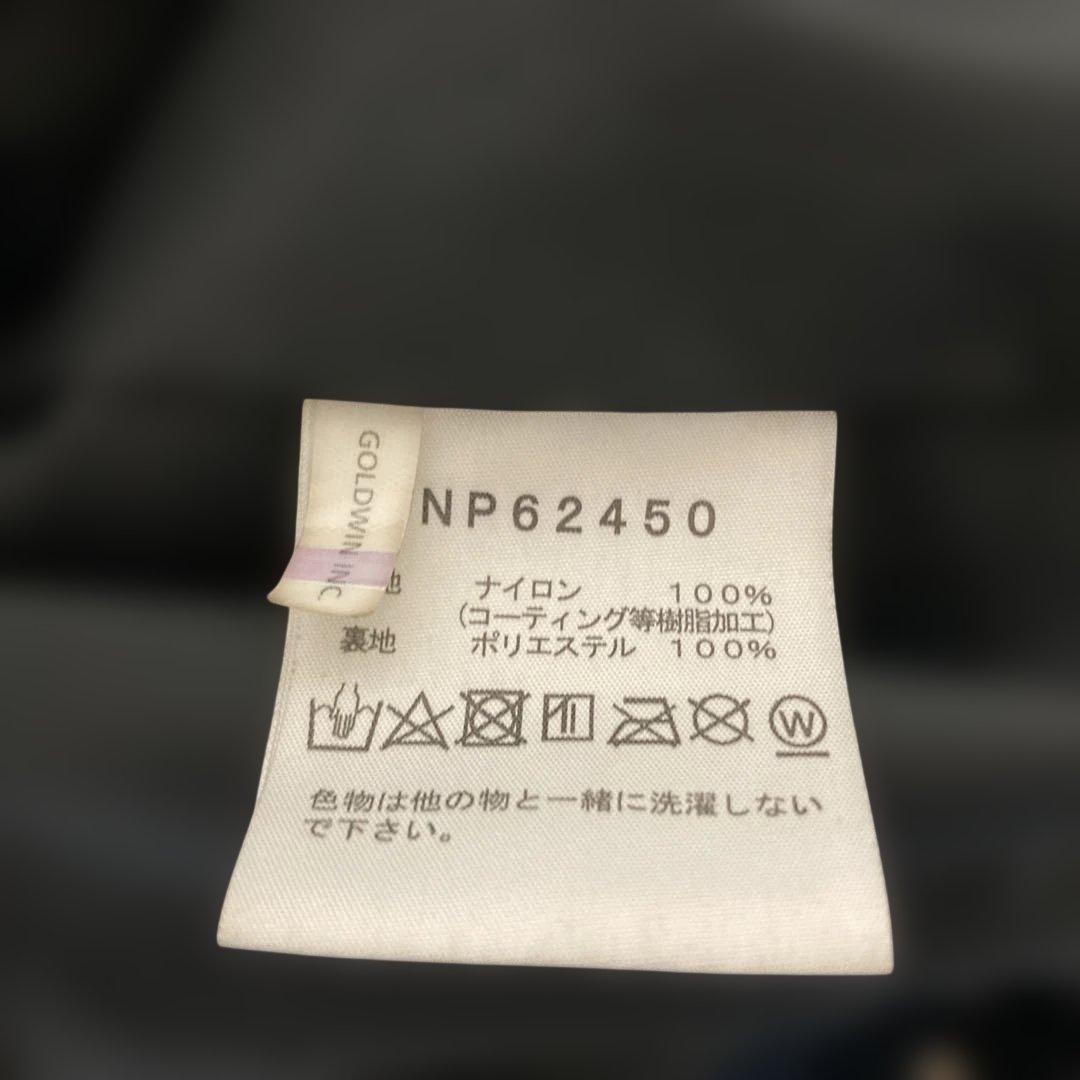 GOLDWIN INC
NP62450
地 ナイロン 100%
(コーティング等樹脂加工)
裏地 ポリエステル 100%
W
色物は他の物と一緒に洗濯しない
で下さい。